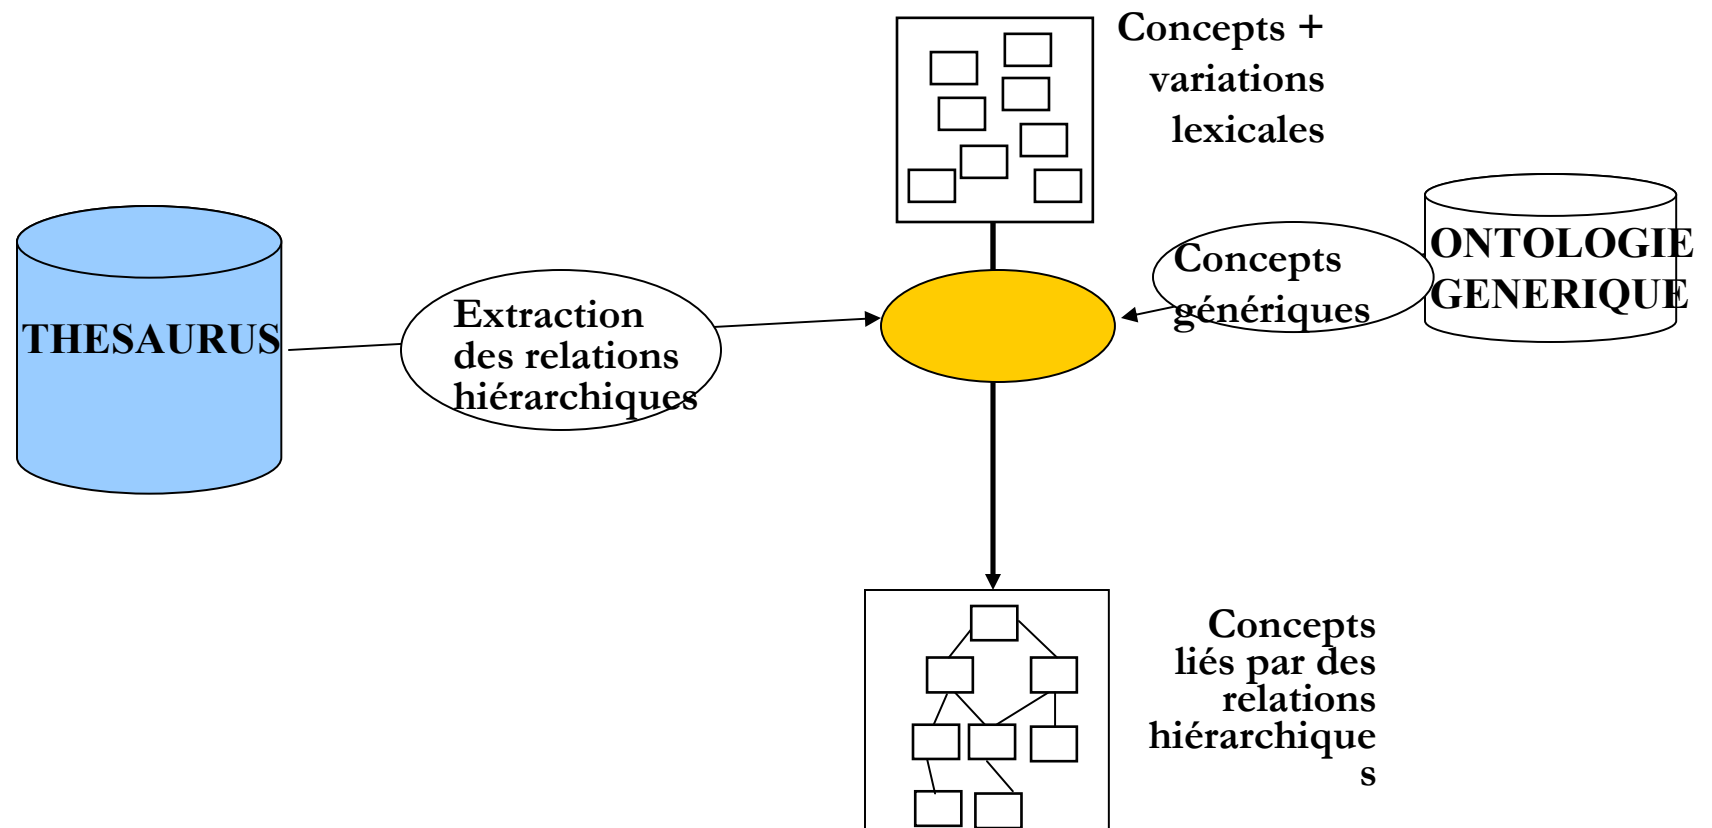 Concepts +
variations
lexicales
THESAURUS
Extraction
des relations
hiérarchiques
Concepts
génériques
ONTOLOGIE
GENERIQUE
Concepts
liés par des
relations
hiérarchique
s